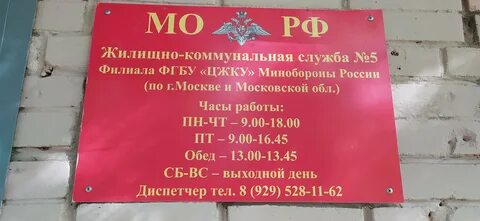 МО РФ
Жилищно-коммунальная служба №5
Филиала ФГБУ «ЦЖКУ» Минобороны России
(по г.Москве и Московской обл.)
Часы работы:
ПН-ЧТ – 9.00-18.00
ПТ – 9.00-16.45
Обед – 13.00-13.45
СБ-ВС – выходной день
Диспетчер тел. 8 (929) 528-11-62